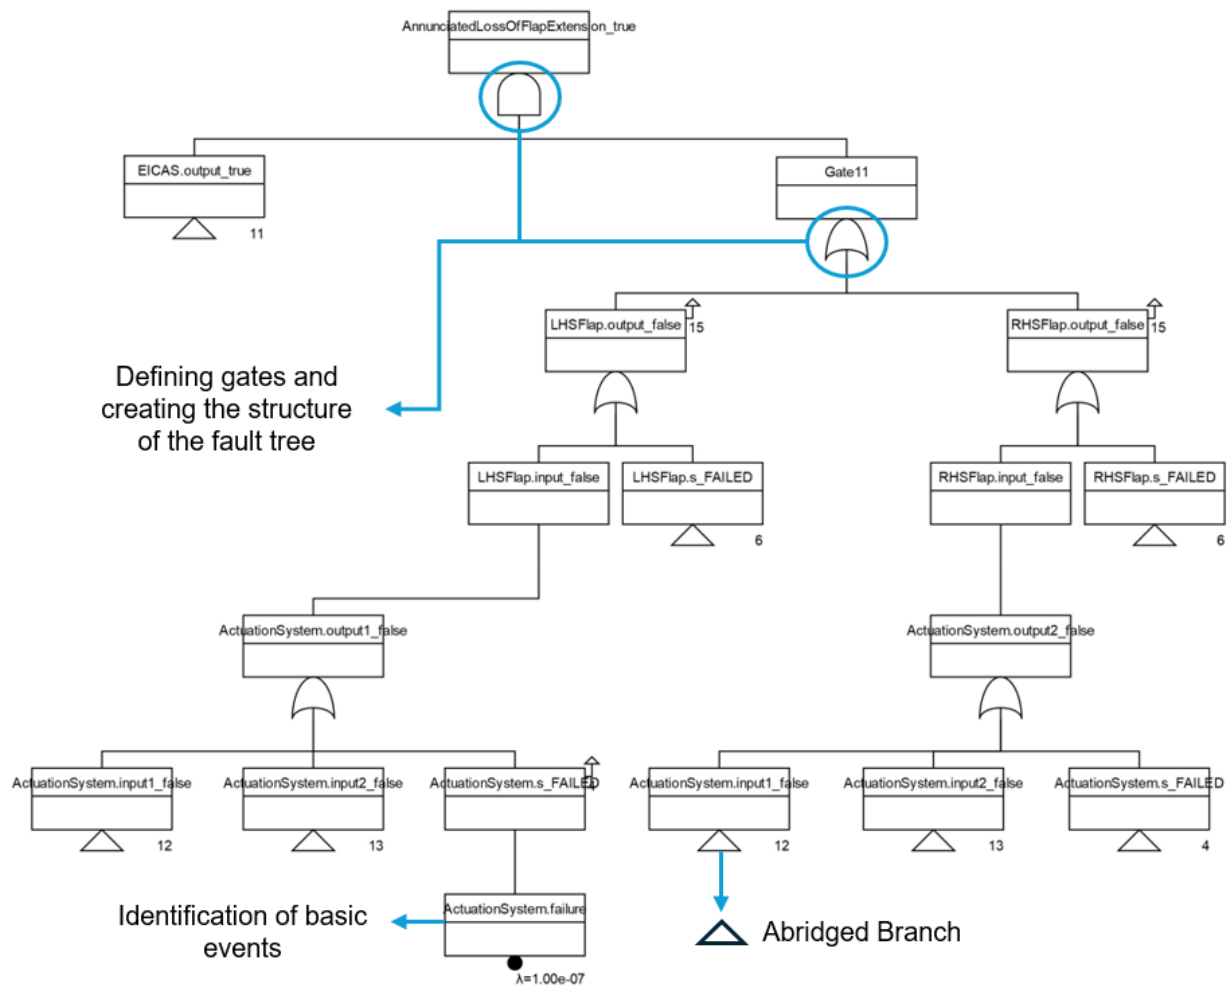 AnnunciatedLossOfFlapExtension_true
EICAS.output_true
11
Gate11
LHSFlap.output_false
15
RHSFlap.output_false
15
Defining gates and
creating the structure
of the fault tree
LHSFlap.input_false
LHSFlap.s_FAILED
6
RHSFlap.input_false
RHSFlap.s_FAILED
6
ActuationSystem.output1_false
ActuationSystem.output2_false
ActuationSystem.input1_false
12
ActuationSystem.input2_false
13
ActuationSystem.s_FAILED
ActuationSystem.input1_false
12
ActuationSystem.input2_false
13
ActuationSystem.s_FAILED
4
Identification of basic
events
ActuationSystem.failure
λ=1.00e-07
Abridged Branch